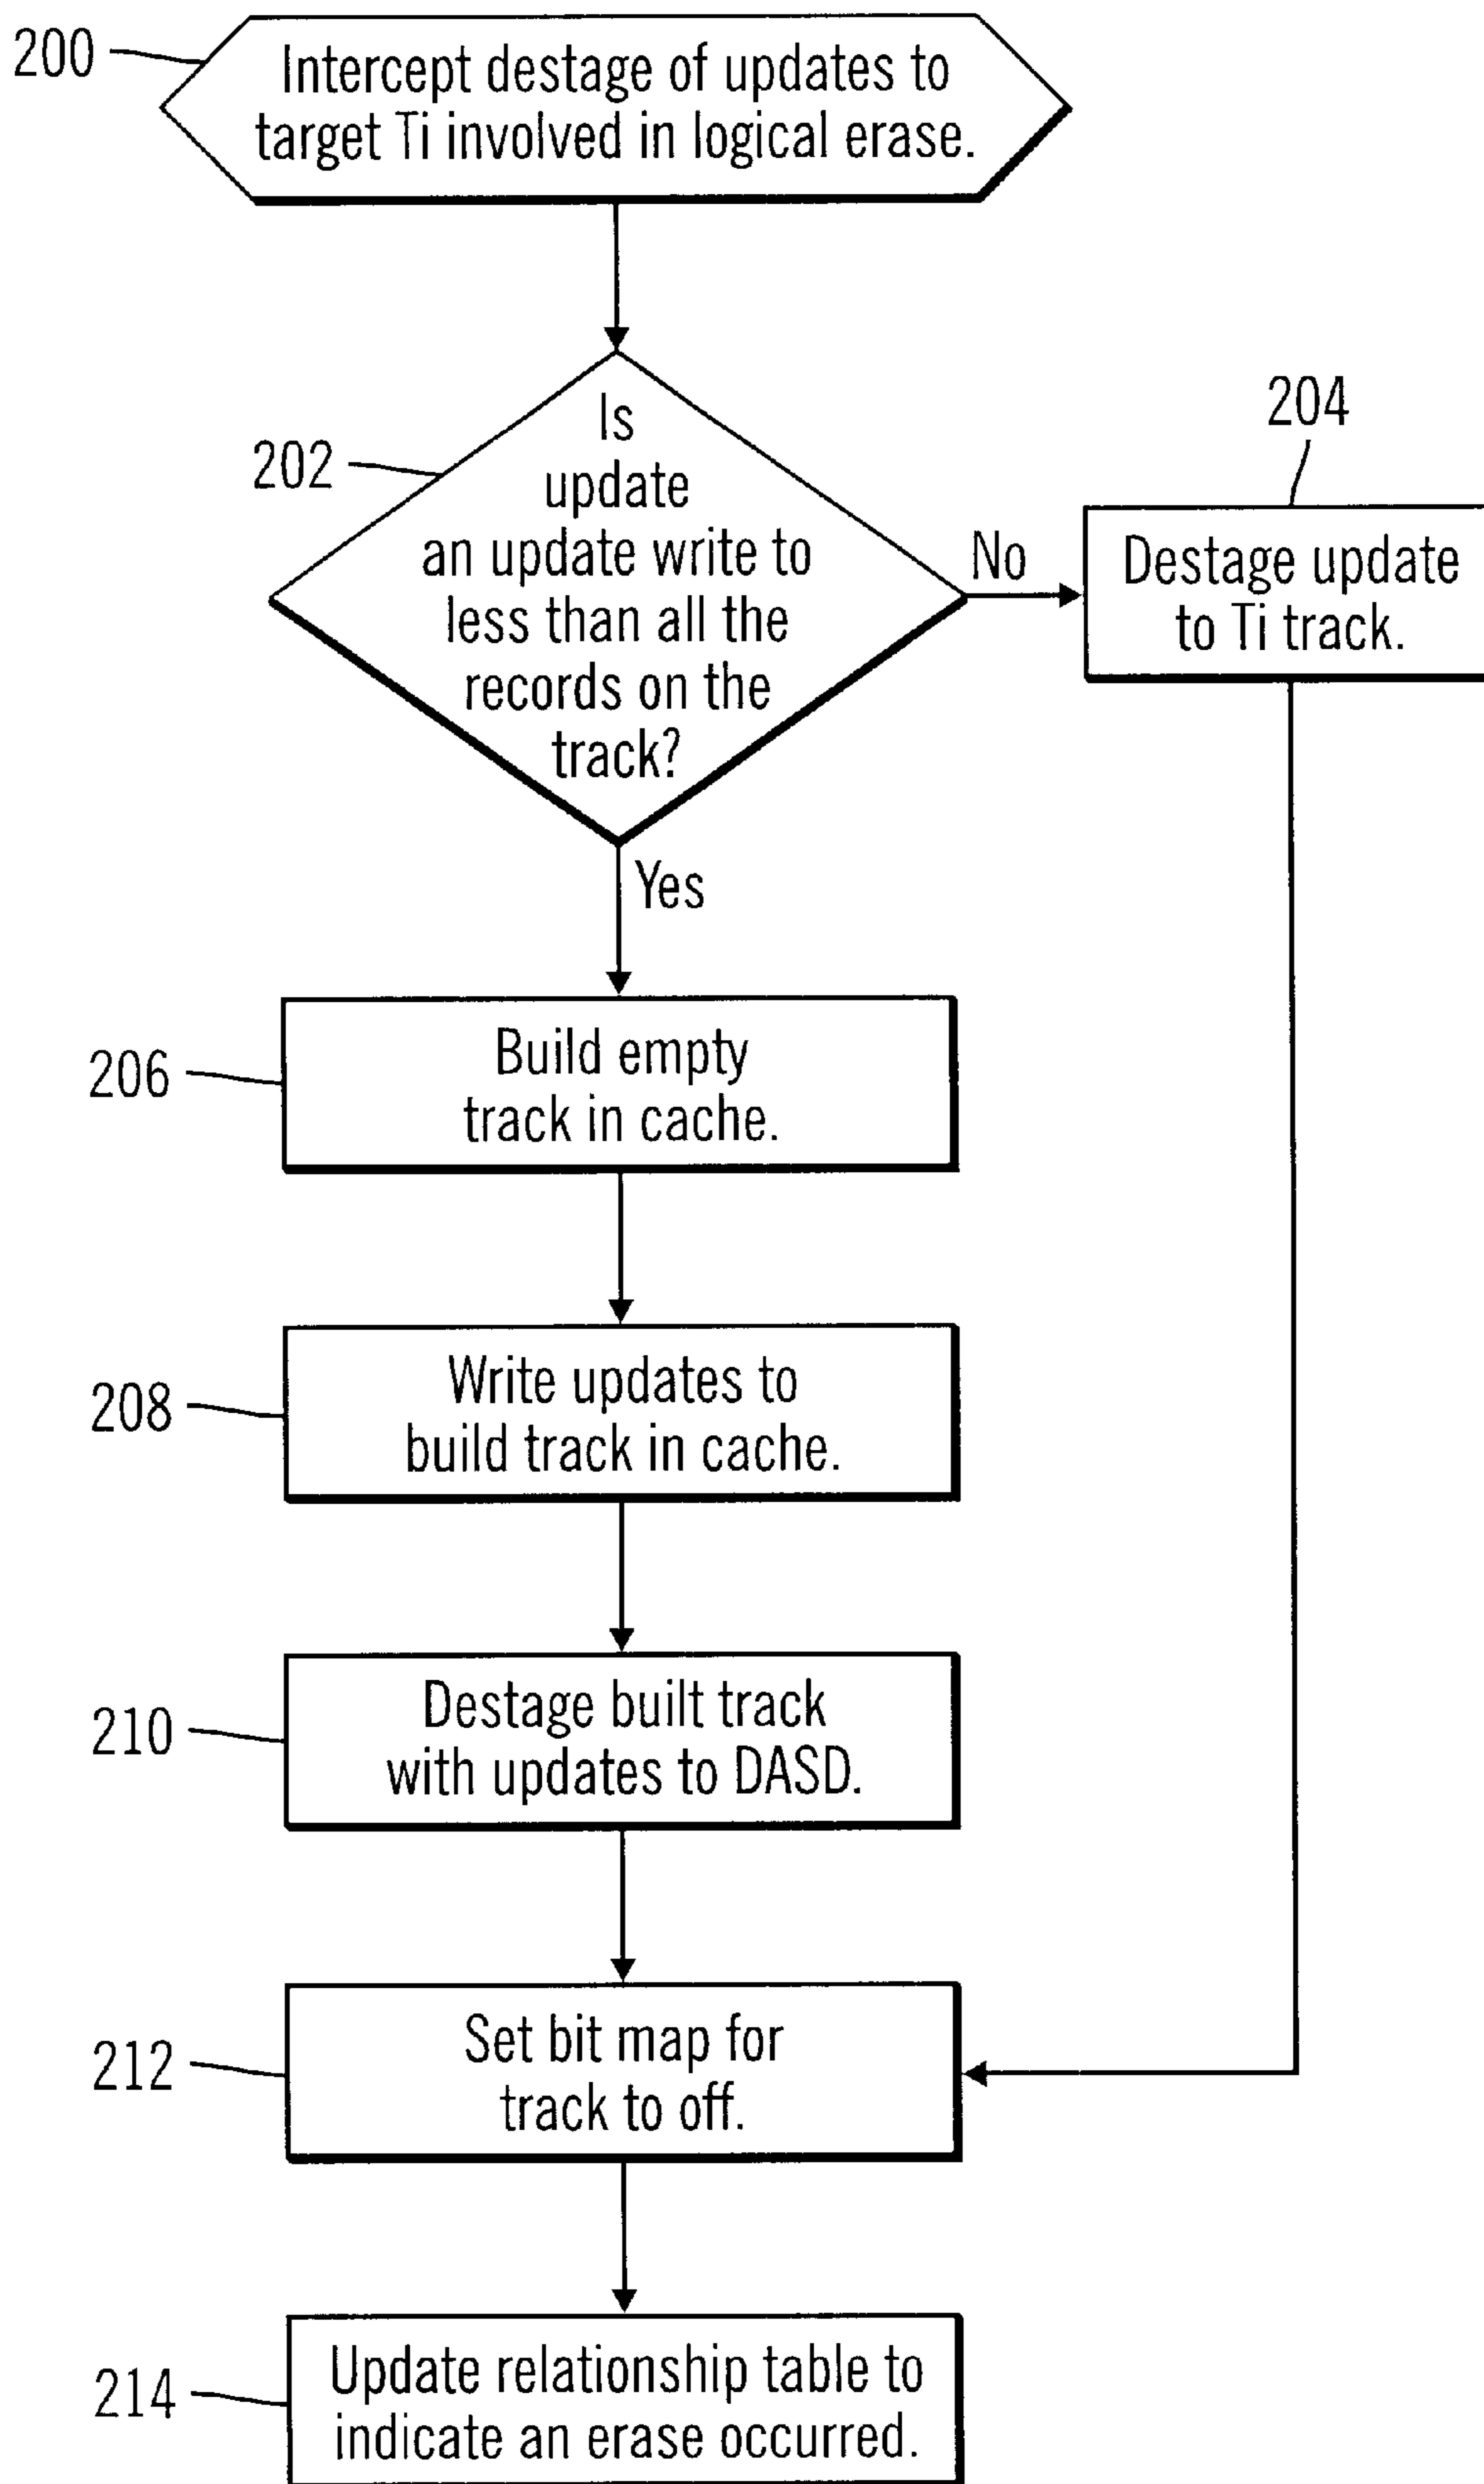 200
Intercept destage of updates to
target Ti involved in logical erase.
202
Is
update
an update write to
less than all the
records on the
track?
No
204
Destage update
to Ti track.
Yes
206
Build empty
track in cache.
208
Write updates to
build track in cache.
210
Destage built track
with updates to DASD.
212
Set bit map for
track to off.
214
Update relationship table to
indicate an erase occurred.